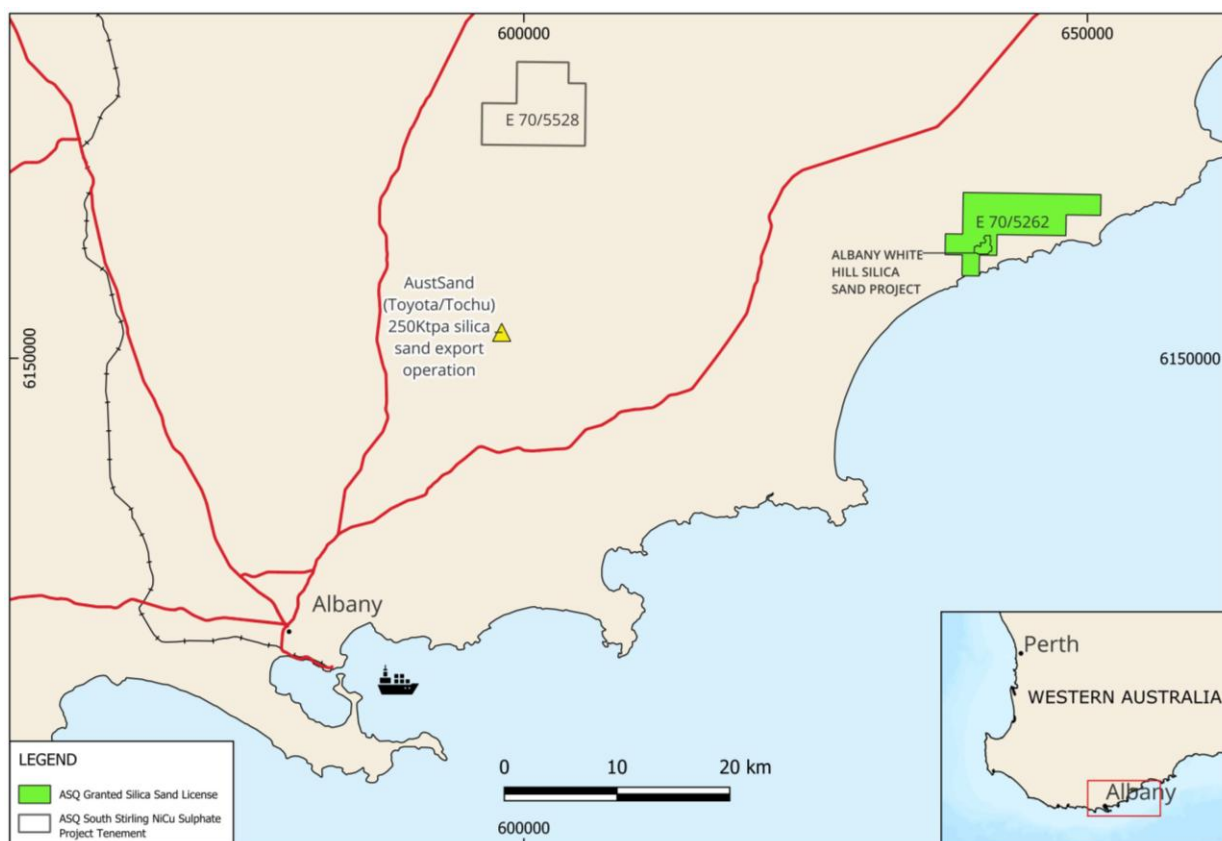 600000
650000
E 70/5528
E 70/5262
ALBANY WHITE
HILL SILICA
SAND PROJECT
AustSand
(Toyota/Tochu)
250Ktpa silica
sand export
operation
6150000
6150000
Albany
Perth
WESTERN AUSTRALIA
Albany
LEGEND
ASQ Granted Silica Sand License
ASQ South Stirling NiCu Sulphate
Project Tenement
0 10 20 km
600000